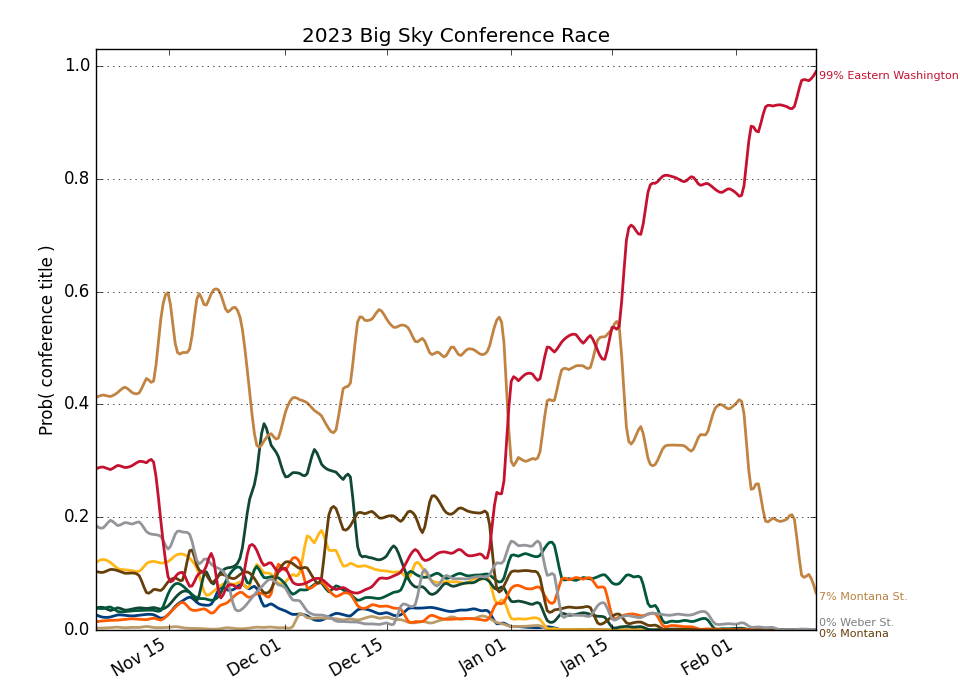 2023 Big Sky Conference Race
Prob( conference title )
1.0
0.8
0.6
0.4
0.2
0.0
Nov 15
Dec 01
Dec 15
Jan 01
Jan 15
Feb 01
99% Eastern Washington
7% Montana St.
0% Weber St.
0% Montana